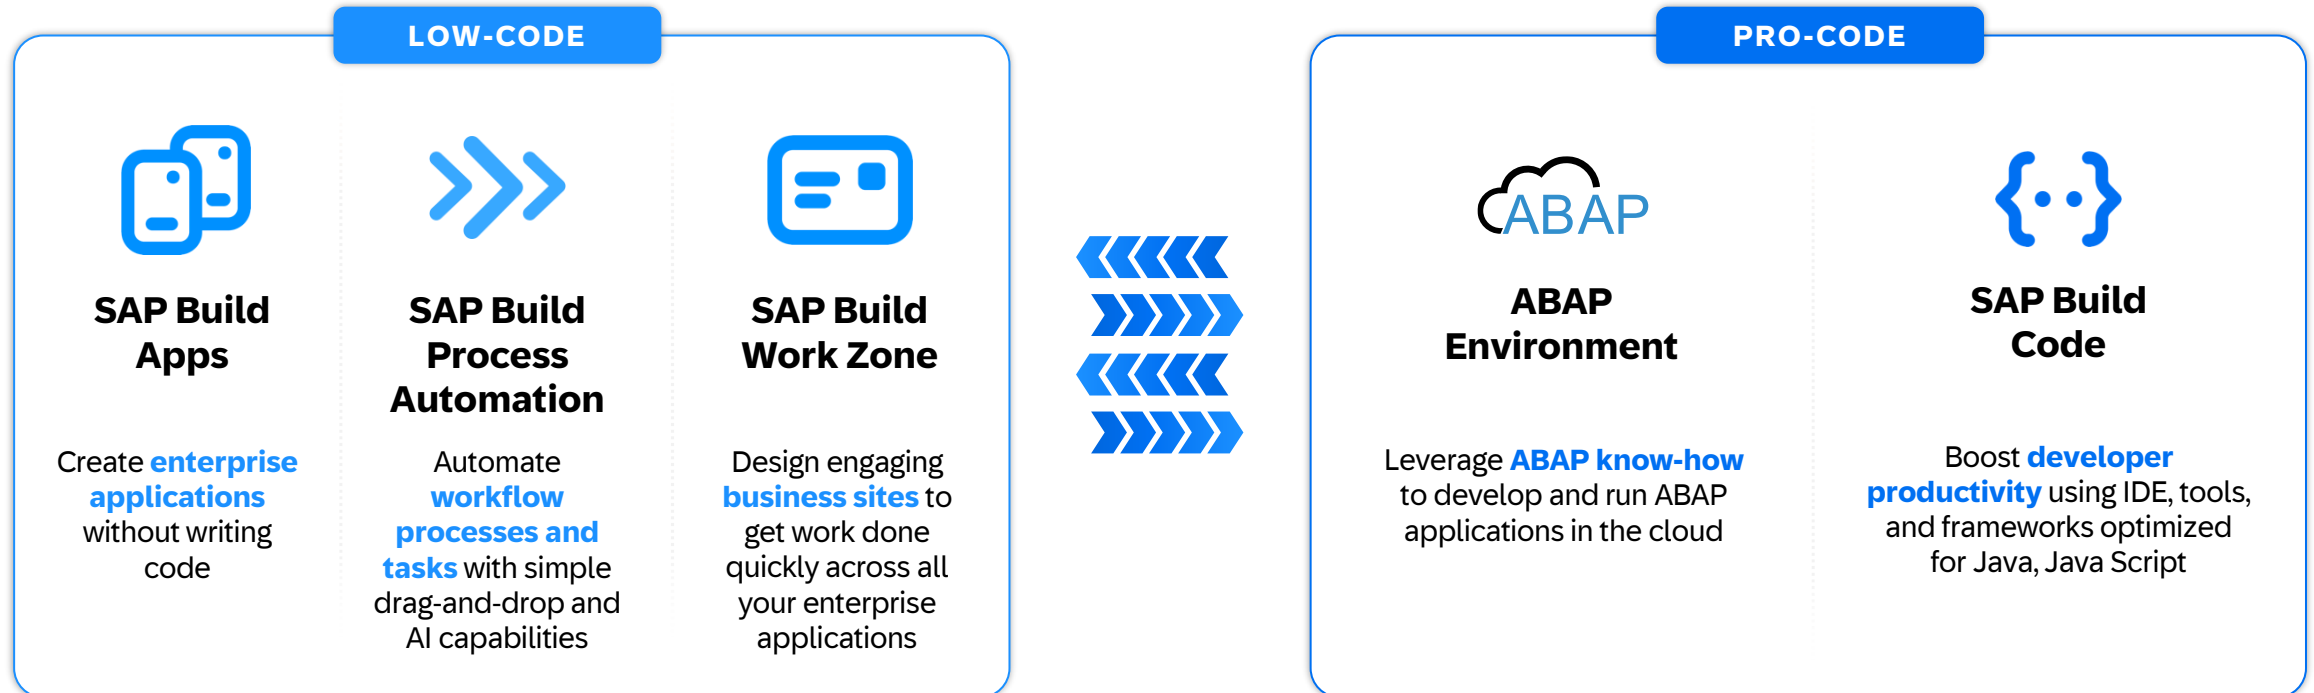 LOW-CODE
SAP Build
Apps
Create enterprise
applications
without writing
code
SAP Build
Process
Automation
Automate
workflow
processes and
tasks with simple
drag-and-drop and
AI capabilities
SAP Build
Work Zone
Design engaging
business sites to
get work done
quickly across all
your enterprise
applications
PRO-CODE
ABAP
ABAP
Environment
Leverage ABAP know-how
to develop and run ABAP
applications in the cloud
SAP Build
Code
Boost developer
productivity using IDE, tools,
and frameworks optimized
for Java, Java Script